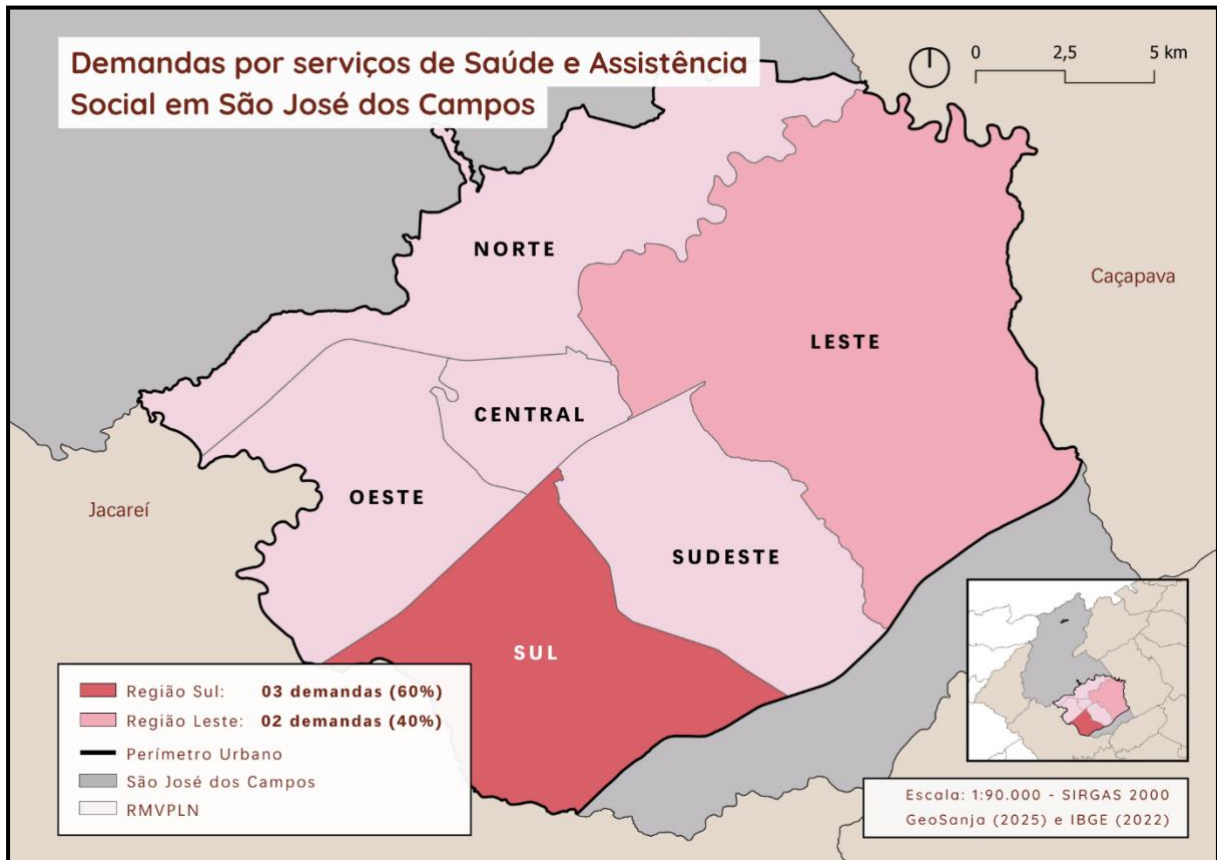 Demandas por serviços de Saúde e Assistência
Social em São José dos Campos
0 2,5 5 km
NORTE
Caçapava
LESTE
CENTRAL
OESTE
Jacareí
SUDESTE
SUL
Região Sul: 03 demandas (60%)
Região Leste: 02 demandas (40%)
Perímetro Urbano
São José dos Campos
RMVPLN
Escala: 1:90.000 - SIRGAS 2000
GeoSanja (2025) e IBGE (2022)